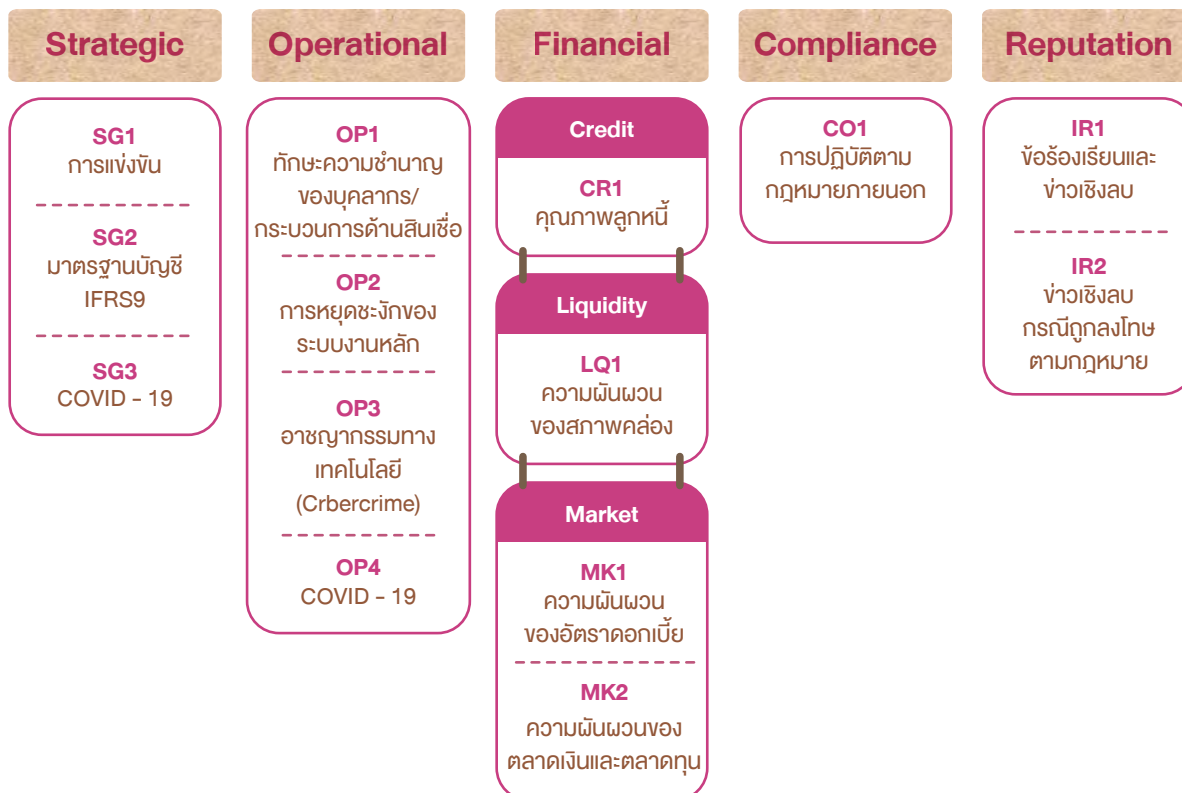 Strategic
SG1
การแข่งขัน
SG2
มาตรฐานบัญชี
IFRS9
SG3
COVID - 19
Operational
OP1
ทักษะความชำนาญ
ของบุคลากร/
กระบวนการด้านสินเชื่อ
OP2
การหยุดชะงักของ
ระบบงานหลัก
OP3
อาชญากรรมทาง
เทคโนโลยี
(Crbercrime)
OP4
COVID - 19
Financial
Credit
CR1
คุณภาพลูกหนี้
Liquidity
LQ1
ความผันผวน
ของสภาพคล่อง
Market
MK1
ความผันผวน
ของอัตราดอกเบี้ย
MK2
ความผันผวนของ
ตลาดเงินและตลาดทุน
Compliance
CO1
การปฏิบัติตาม
กฎหมายภายนอก
Reputation
IR1
ข้อร้องเรียนและ
ข่าวเชิงลบ
IR2
ข่าวเชิงลบ
กรณีถูกลงโทษ
ตามกฎหมาย